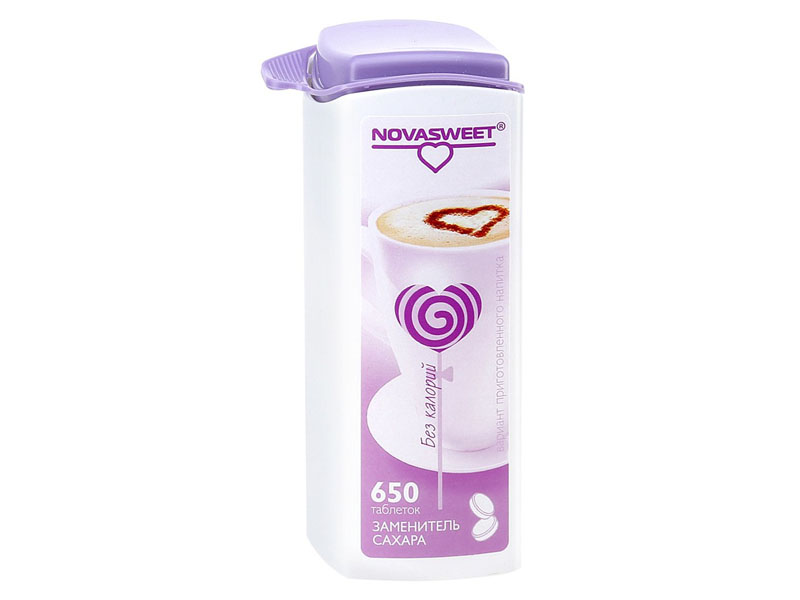 NOVASWEET®
Без калорий
вариант приготовленного напитка
650
таблеток
ЗАМЕНИТЕЛЬ
САХАРА